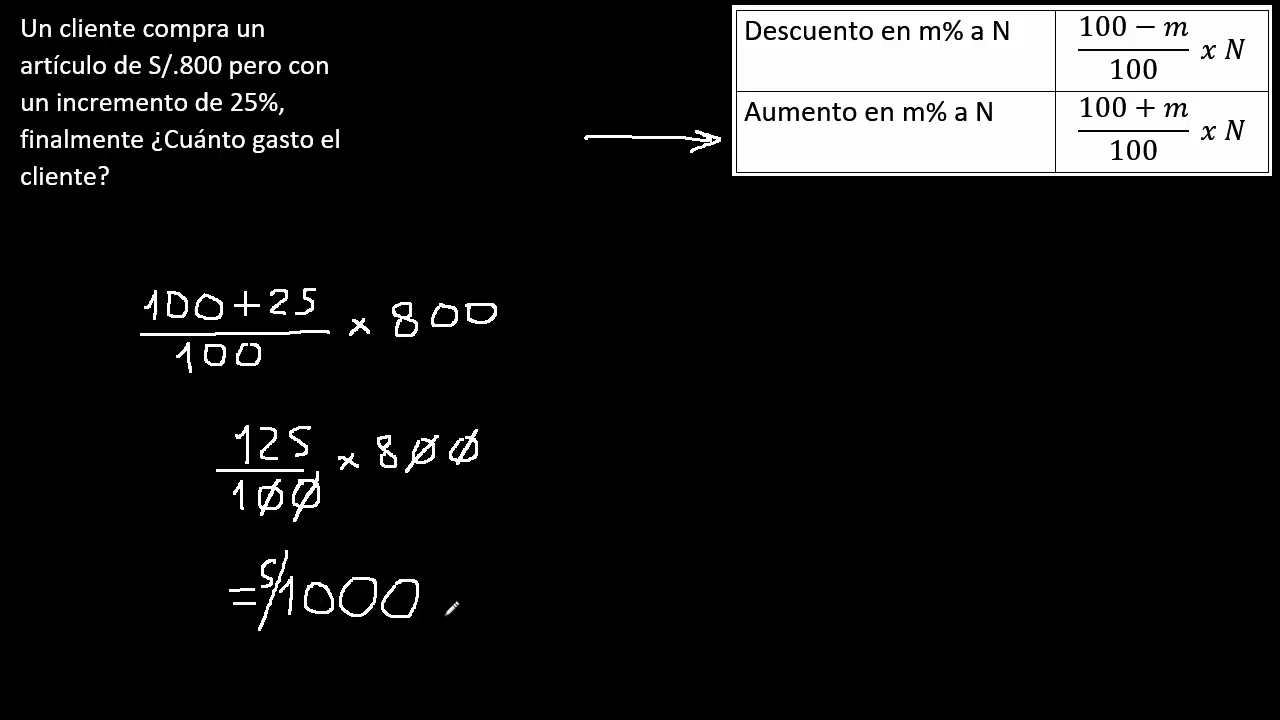 Un cliente compra un
artículo de S/.800 pero con
un incremento de 25%,
finalmente ¿Cuánto gasto el
cliente?
Descuento en m% a N
100 − m
100
x N
Aumento en m% a N
100 + m
100
x N
100 + 25
100
x 800
125
100
x 800
= S/1000